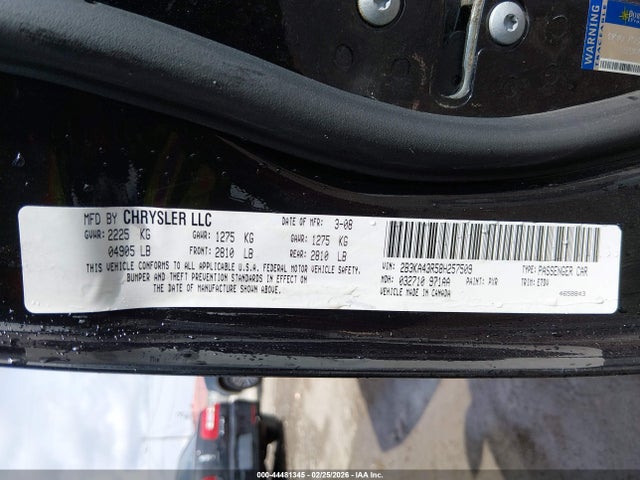 WARNING
MFD BY CHRYSLER LLC DATE OF MFR: 3-08
GVWR: 2225 KG GAWR: 1275 KG GAWR: 1275 KG
04905 LB FRONT: 2810 LB REAR: 2810 LB
THIS VEHICLE CONFORMS TO ALL APPLICABLE U.S.A. FEDERAL MOTOR VEHICLE SAFETY,
BUMPER AND THEFT PREVENTION STANDARDS IN EFFECT ON
THE DATE OF MANUFACTURE SHOWN ABOVE.
VIN: 2B3KA43R58H257509 TYPE: PASSENGER CAR
MDH: 032710 971AA PAINT: PXR TRIM: E7DV
VEHICLE MADE IN CANADA 4658843
000-44481345 - 02/25/2026 - IAA Inc.